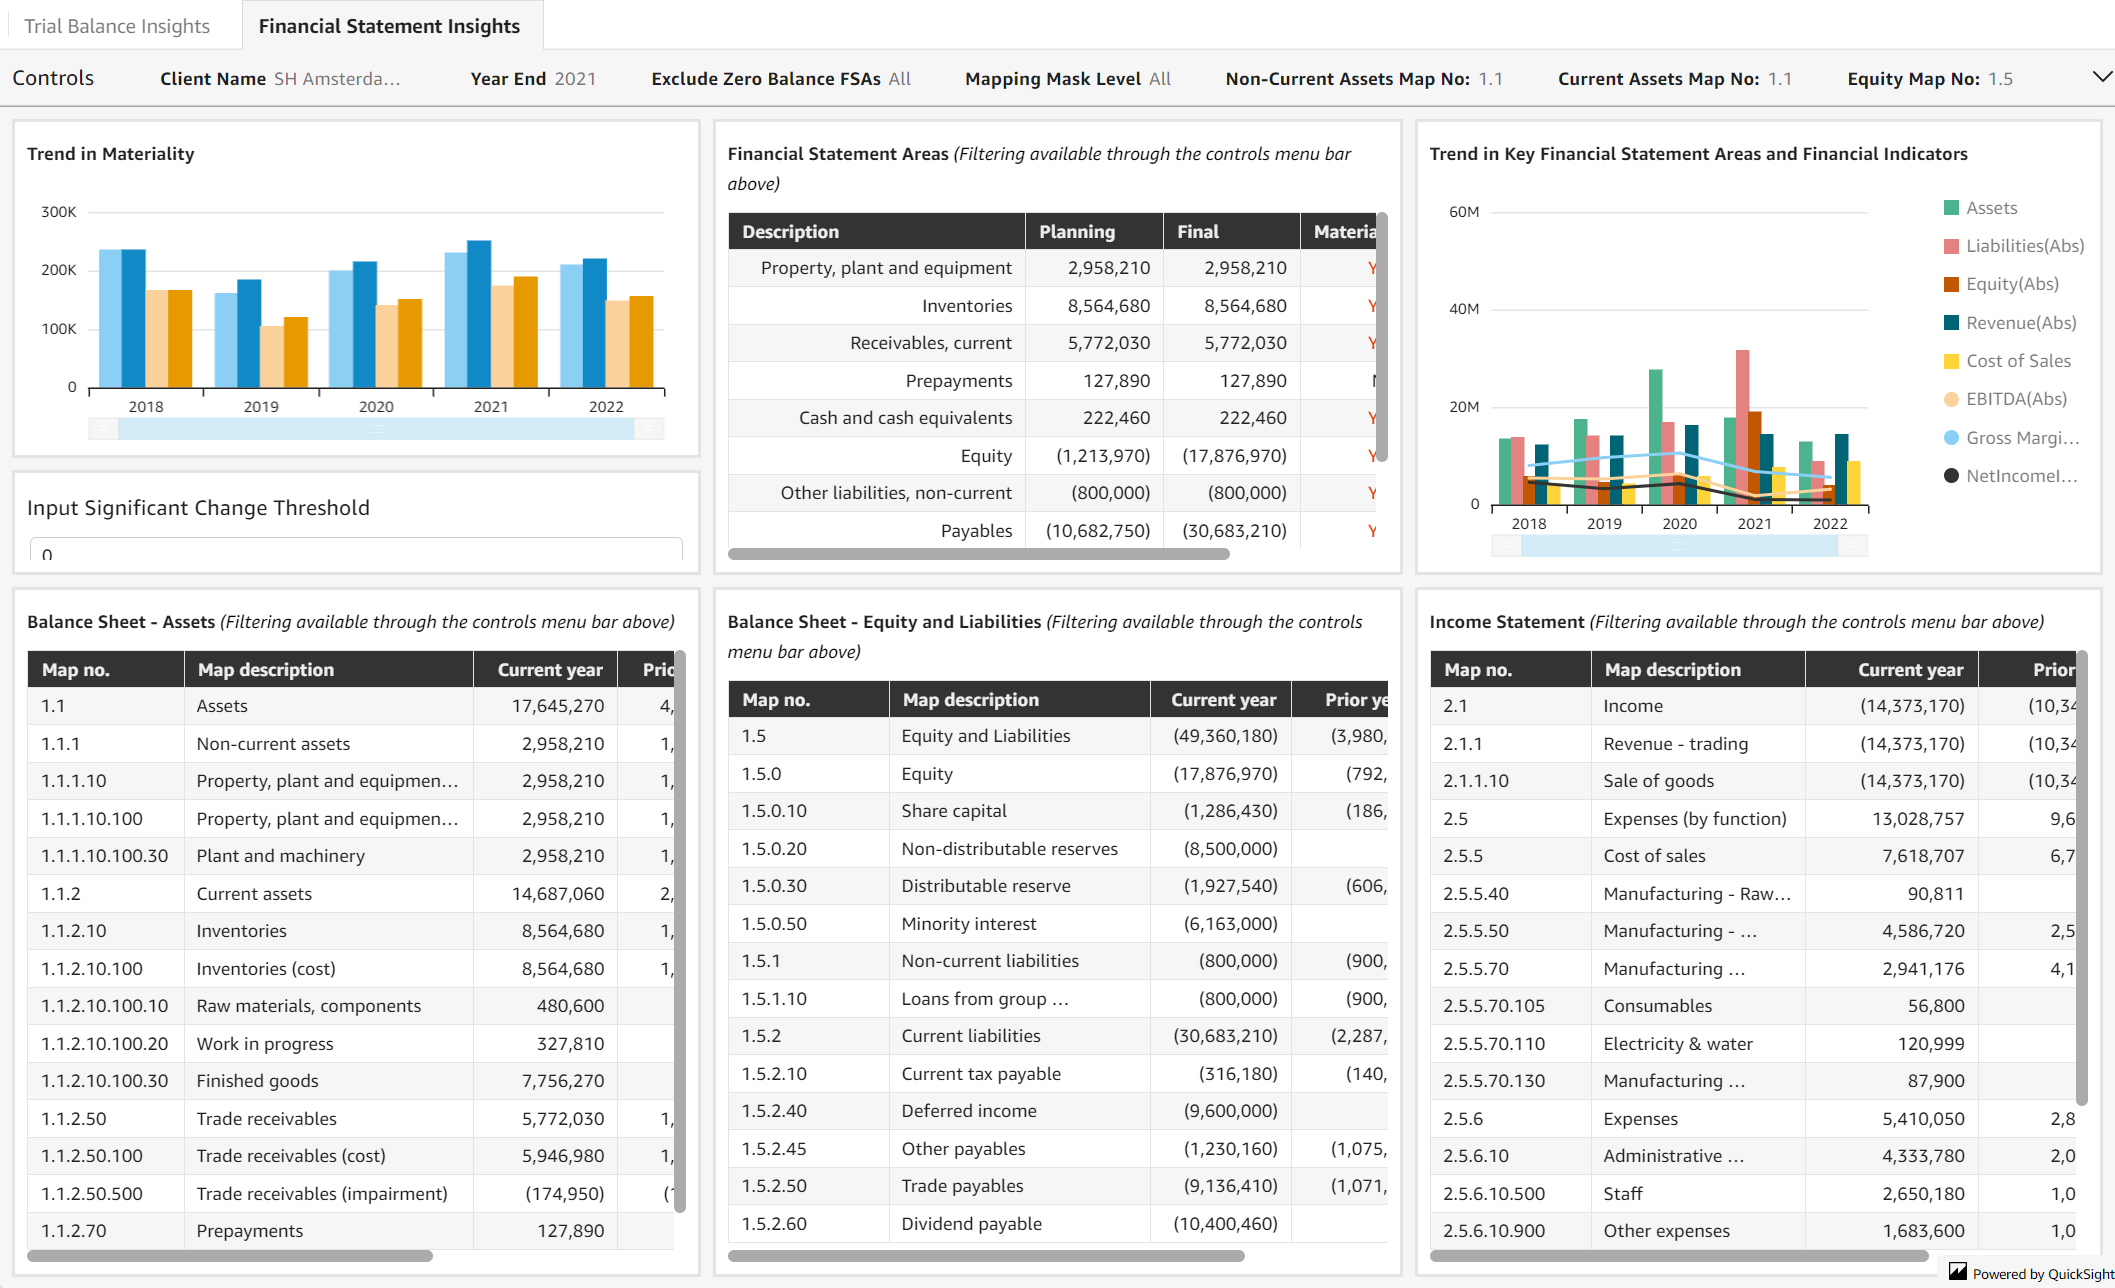 Trial Balance Insights
Financial Statement Insights
Controls
Client Name SH Amsterda...
Year End 2021
Exclude Zero Balance FSAs All
Mapping Mask Level All
Non-Current Assets Map No: 1.1
Current Assets Map No: 1.1
Equity Map No: 1.5
Trend in Materiality
300K
200K
100K
0
2018 2019 2020 2021 2022
Input Significant Change Threshold
0
Financial Statement Areas (Filtering available through the controls menu bar
above)
Description Planning Final Materia
Property, plant and equipment 2,958,210 2,958,210 Y
Inventories 8,564,680 8,564,680 Y
Receivables, current 5,772,030 5,772,030 Y
Prepayments 127,890 127,890
Cash and cash equivalents 222,460 222,460 Y
Equity (1,213,970) (17,876,970) Y
Other liabilities, non-current (800,000) (800,000) Y
Payables (10,682,750) (30,683,210) Y
Trend in Key Financial Statement Areas and Financial Indicators
60M
40M
20M
0
2018 2019 2020 2021 2022
Assets
Liabilities(Abs)
Equity(Abs)
Revenue(Abs)
Cost of Sales
EBITDA(Abs)
Gross Margi...
NetIncomeI...
Balance Sheet - Assets (Filtering available through the controls menu bar above)
Map no. Map description Current year Prio
1.1 Assets 17,645,270 4,
1.1.1 Non-current assets 2,958,210 1,
1.1.1.10 Property, plant and equipmen... 2,958,210 1,
1.1.1.10.100 Property, plant and equipmen... 2,958,210 1,
1.1.1.10.100.30 Plant and machinery 2,958,210 1,
1.1.2 Current assets 14,687,060 2,
1.1.2.10 Inventories 8,564,680 1,
1.1.2.10.100 Inventories (cost) 8,564,680 1,
1.1.2.10.100.10 Raw materials, components 480,600
1.1.2.10.100.20 Work in progress 327,810
1.1.2.10.100.30 Finished goods 7,756,270
1.1.2.50 Trade receivables 5,772,030 1,
1.1.2.50.100 Trade receivables (cost) 5,946,980 1,
1.1.2.50.500 Trade receivables (impairment) (174,950) (
1.1.2.70 Prepayments 127,890
Balance Sheet - Equity and Liabilities (Filtering available through the controls
menu bar above)
Map no. Map description Current year Prior ye
1.5 Equity and Liabilities (49,360,180) (3,980,
1.5.0 Equity (17,876,970) (792,
1.5.0.10 Share capital (1,286,430) (186,
1.5.0.20 Non-distributable reserves (8,500,000)
1.5.0.30 Distributable reserve (1,927,540) (606,
1.5.0.50 Minority interest (6,163,000)
1.5.1 Non-current liabilities (800,000) (900,
1.5.1.10 Loans from group ... (800,000) (900,
1.5.2 Current liabilities (30,683,210) (2,287,
1.5.2.10 Current tax payable (316,180) (140,
1.5.2.40 Deferred income (9,600,000)
1.5.2.45 Other payables (1,230,160) (1,075,
1.5.2.50 Trade payables (9,136,410) (1,071,
1.5.2.60 Dividend payable (10,400,460)
Income Statement (Filtering available through the controls menu bar above)
Map no. Map description Current year Prior
2.1 Income (14,373,170) (10,34
2.1.1 Revenue - trading (14,373,170) (10,34
2.1.1.10 Sale of goods (14,373,170) (10,34
2.5 Expenses (by function) 13,028,757 9,6
2.5.5 Cost of sales 7,618,707 6,7
2.5.5.40 Manufacturing - Raw... 90,811
2.5.5.50 Manufacturing - ... 4,586,720 2,5
2.5.5.70 Manufacturing ... 2,941,176 4,1
2.5.5.70.105 Consumables 56,800
2.5.5.70.110 Electricity & water 120,999
2.5.5.70.130 Manufacturing ... 87,900
2.5.6 Expenses 5,410,050 2,8
2.5.6.10 Administrative ... 4,333,780 2,0
2.5.6.10.500 Staff 2,650,180 1,0
2.5.6.10.900 Other expenses 1,683,600 1,0
Powered by QuickSight